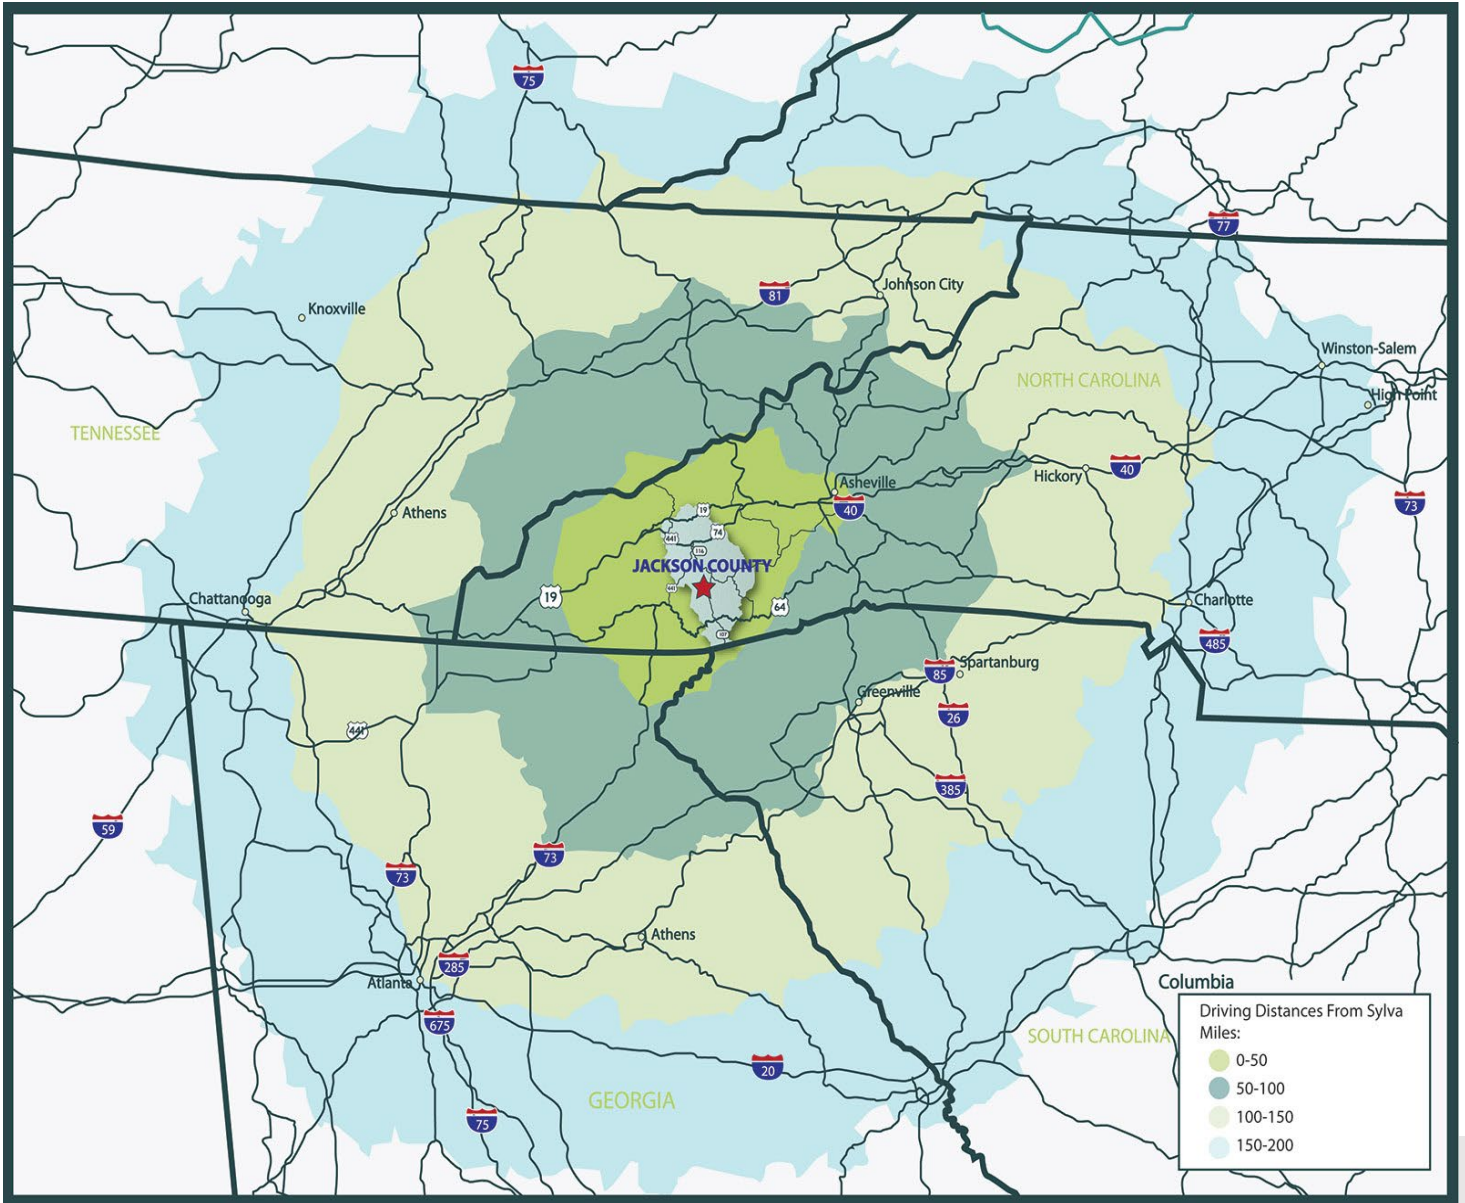 75
77
81
Johnson City
Knoxville
Winston-Salem
NORTH CAROLINA
High Point
TENNESSEE
Hickory
40
Asheville
40
73
Athens
19
74
441
116
JACKSON COUNTY
441
19
64
107
Chattanooga
Charlotte
485
85
Spartanburg
Greenville
26
441
385
59
73
73
Athens
285
Atlanta
Columbia
675
SOUTH CAROLINA
20
GEORGIA
75
Driving Distances From Sylva
Miles:
0-50
50-100
100-150
150-200